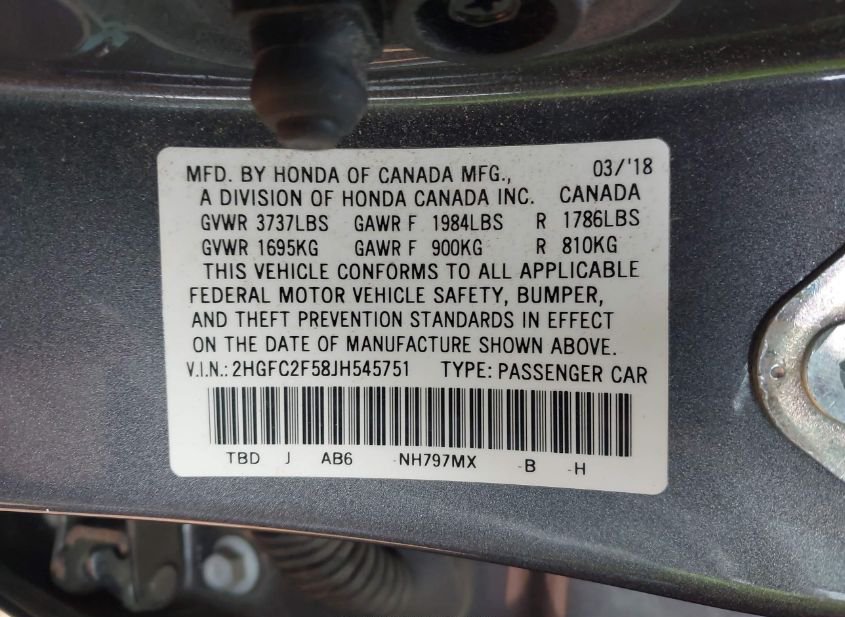 MFD. BY HONDA OF CANADA MFG., 03/'18
A DIVISION OF HONDA CANADA INC. CANADA
GVWR 3737LBS GAWR F 1984LBS R 1786LBS
GVWR 1695KG GAWR F 900KG R 810KG
THIS VEHICLE CONFORMS TO ALL APPLICABLE
FEDERAL MOTOR VEHICLE SAFETY, BUMPER,
AND THEFT PREVENTION STANDARDS IN EFFECT
ON THE DATE OF MANUFACTURE SHOWN ABOVE.
V.I.N.: 2HGFC2F58JH545751 TYPE: PASSENGER CAR
TBD J AB6 -NH797MX -B -H